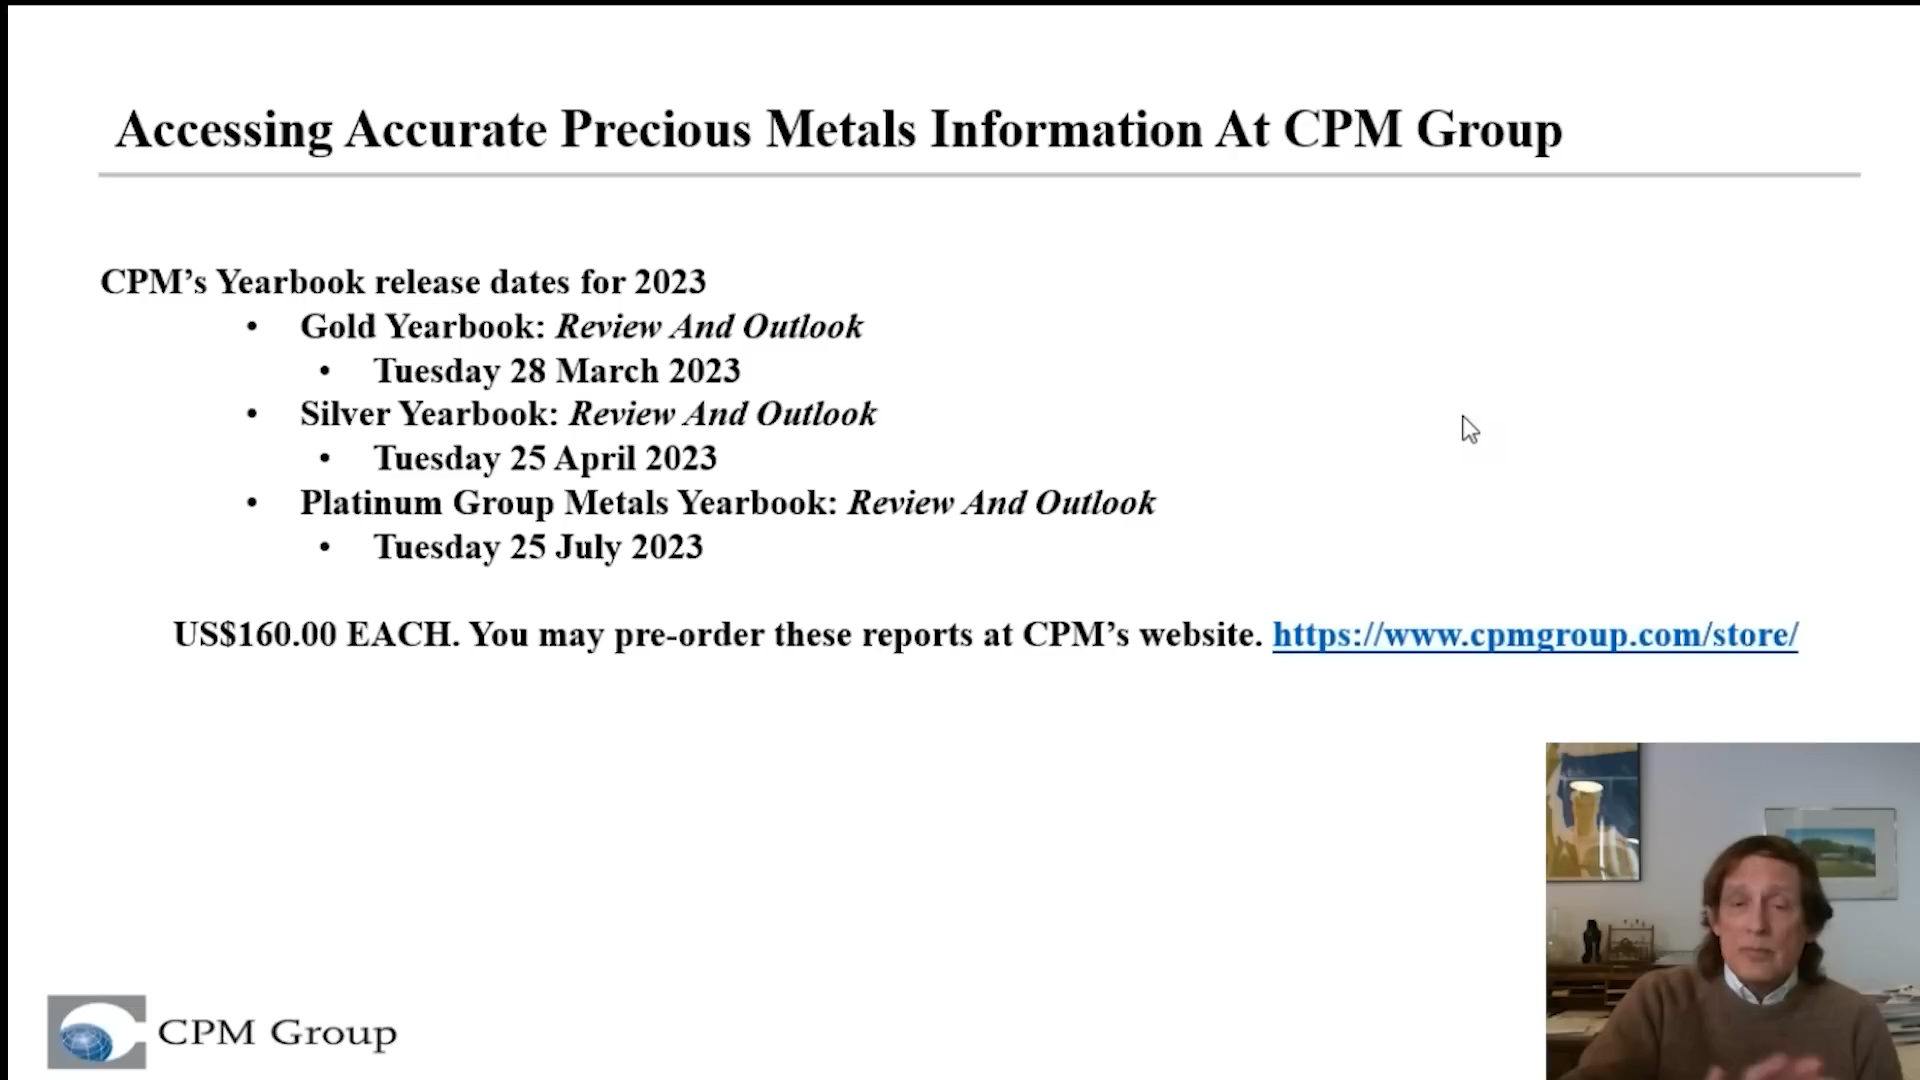 Accessing Accurate Precious Metals Information At CPM Group
CPM’s Yearbook release dates for 2023
• Gold Yearbook: Review And Outlook
• Tuesday 28 March 2023
• Silver Yearbook: Review And Outlook
• Tuesday 25 April 2023
• Platinum Group Metals Yearbook: Review And Outlook
• Tuesday 25 July 2023
US$160.00 EACH. You may pre-order these reports at CPM’s website. https://www.cpmgroup.com/store/
CPM Group